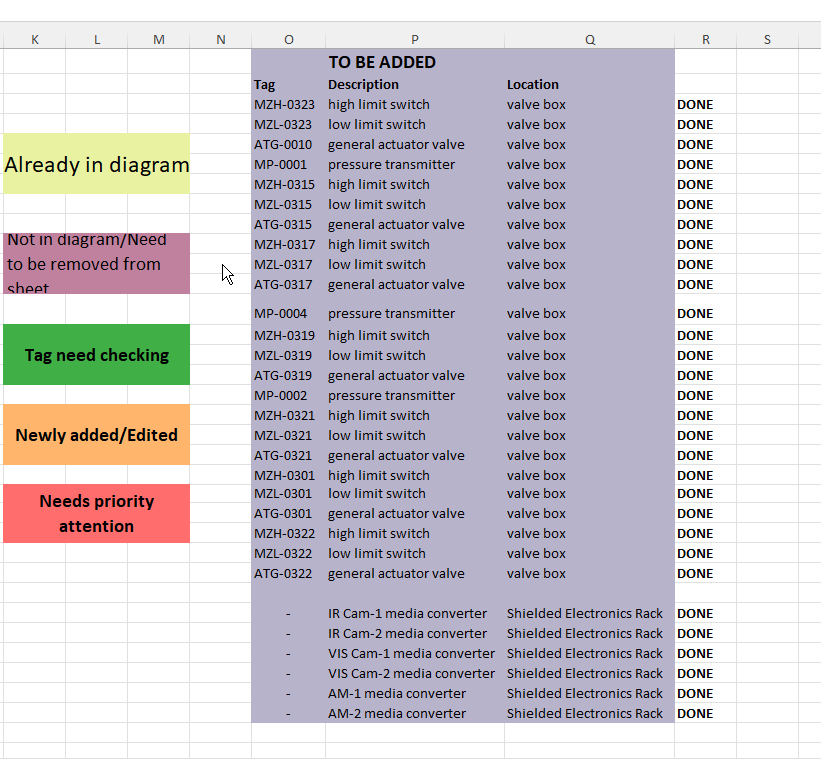 K L M N O P Q R S
TO BE ADDED
Tag Description Location
MZH-0323 high limit switch valve box DONE
MZL-0323 low limit switch valve box DONE
ATG-0010 general actuator valve valve box DONE
MP-0001 pressure transmitter valve box DONE
MZH-0315 high limit switch valve box DONE
MZL-0315 low limit switch valve box DONE
ATG-0315 general actuator valve valve box DONE
MZH-0317 high limit switch valve box DONE
MZL-0317 low limit switch valve box DONE
ATG-0317 general actuator valve valve box DONE
MP-0004 pressure transmitter valve box DONE
MZH-0319 high limit switch valve box DONE
MZL-0319 low limit switch valve box DONE
ATG-0319 general actuator valve valve box DONE
MP-0002 pressure transmitter valve box DONE
MZH-0321 high limit switch valve box DONE
MZL-0321 low limit switch valve box DONE
ATG-0321 general actuator valve valve box DONE
MZH-0301 high limit switch valve box DONE
MZL-0301 low limit switch valve box DONE
ATG-0301 general actuator valve valve box DONE
MZH-0322 high limit switch valve box DONE
MZL-0322 low limit switch valve box DONE
ATG-0322 general actuator valve valve box DONE
- IR Cam-1 media converter Shielded Electronics Rack DONE
- IR Cam-2 media converter Shielded Electronics Rack DONE
- VIS Cam-1 media converter Shielded Electronics Rack DONE
- VIS Cam-2 media converter Shielded Electronics Rack DONE
- AM-1 media converter Shielded Electronics Rack DONE
- AM-2 media converter Shielded Electronics Rack DONE
Already in diagram
Not in diagram/Need
to be removed from
sheet
Tag need checking
Newly added/Edited
Needs priority
attention